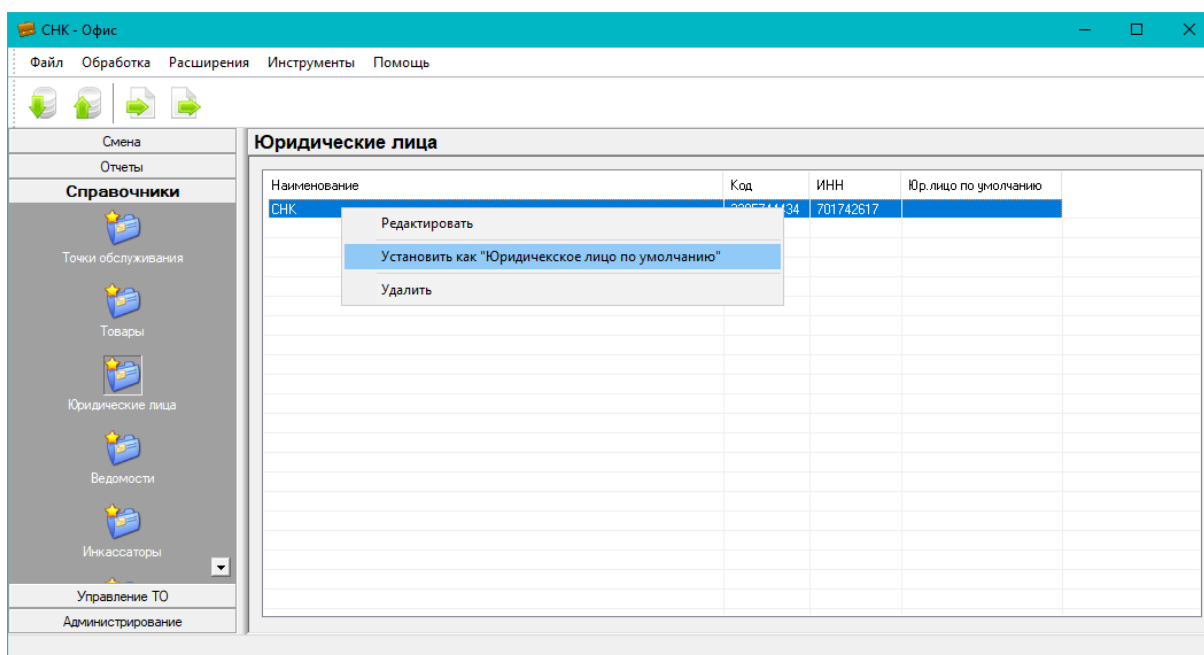 СНК - Офис
Файл Обработка Расширения Инструменты Помощь
Смена
Отчеты
Справочники
Точки обслуживания
Товары
Юридические лица
Ведомости
Инкассаторы
Управление ТО
Администрирование
Юридические лица
Наименование Код ИНН Юр.лицо по умолчанию
СНК 701742617
Редактировать
Установить как "Юридичекское лицо по умолчанию"
Удалить